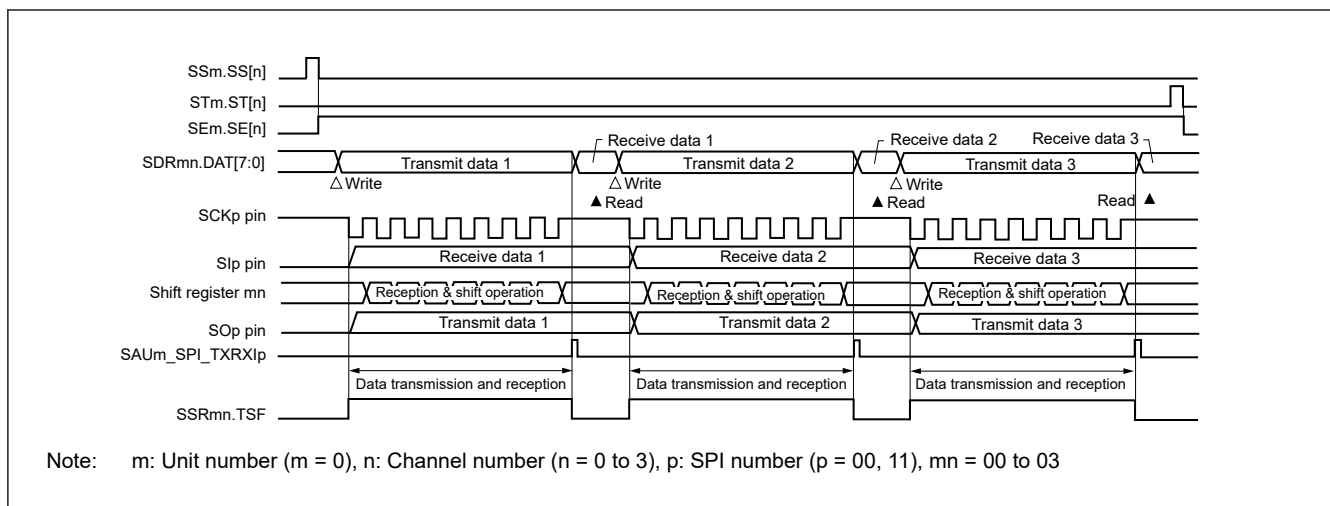 SSm.SS[n]
STm.ST[n]
SEm.SE[n]
Receive data 1 Receive data 2 Receive data 3
SDRmn.DAT[7:0] Transmit data 1 Transmit data 2 Transmit data 3
△Write △Write △Write
▲Read ▲Read Read ▲
SCKp pin
SIp pin Receive data 1 Receive data 2 Receive data 3
Shift register mn Reception & shift operation Reception & shift operation Reception & shift operation
SOp pin Transmit data 1 Transmit data 2 Transmit data 3
SAUm_SPI_TXRXIp
Data transmission and reception Data transmission and reception Data transmission and reception
SSRmn.TSF
Note: m: Unit number (m = 0), n: Channel number (n = 0 to 3), p: SPI number (p = 00, 11), mn = 00 to 03